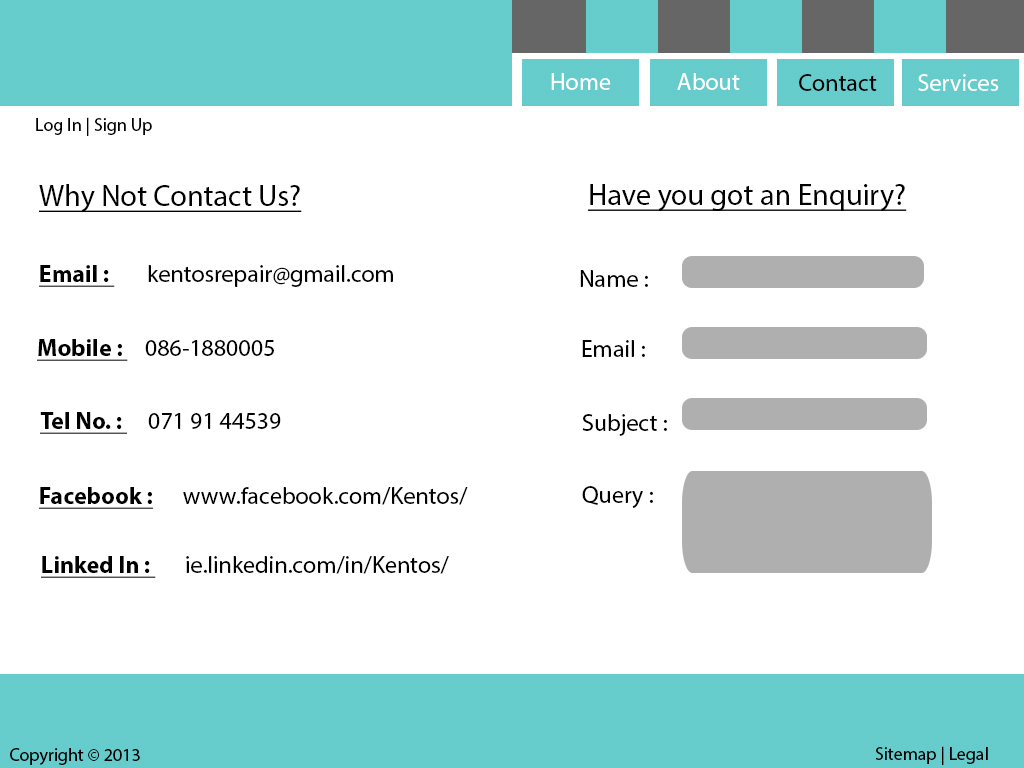 Home About Contact Services
Log In | Sign Up
Why Not Contact Us?
Email : kentosrepair@gmail.com
Mobile : 086-1880005
Tel No. : 071 91 44539
Facebook : www.facebook.com/Kentos/
Linked In : ie.linkedin.com/in/Kentos/
Have you got an Enquiry?
Name :
Email :
Subject :
Query :
Copyright © 2013
Sitemap | Legal